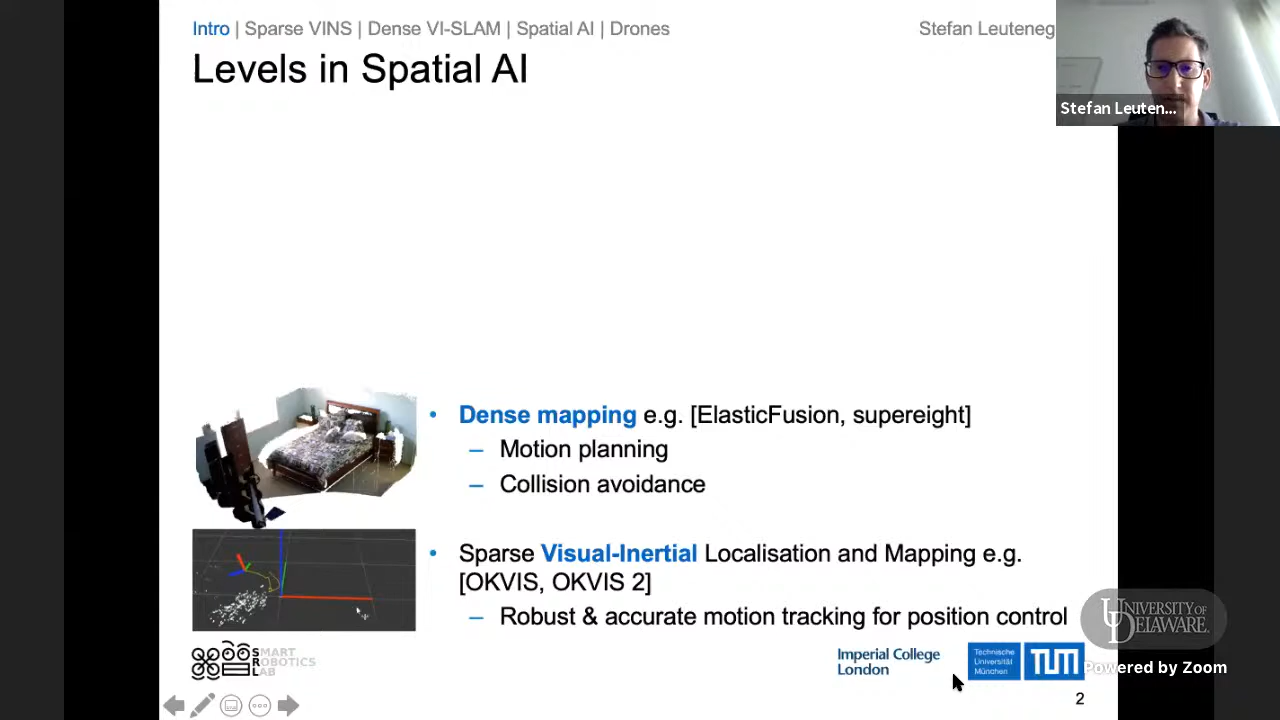 Intro | Sparse VINS | Dense VI-SLAM | Spatial AI | Drones
Stefan Leuteneg
Levels in Spatial AI
Stefan Leuten...
• Dense mapping e.g. [ElasticFusion, supereight]
– Motion planning
– Collision avoidance
• Sparse Visual-Inertial Localisation and Mapping e.g.
[OKVIS, OKVIS 2]
– Robust & accurate motion tracking for position control
UNIVERSITY OF
DELAWARE.
SMART
ROBOTICS
LAB
Imperial College
London
Technische
Universität
München
TUM
Powered by Zoom
2